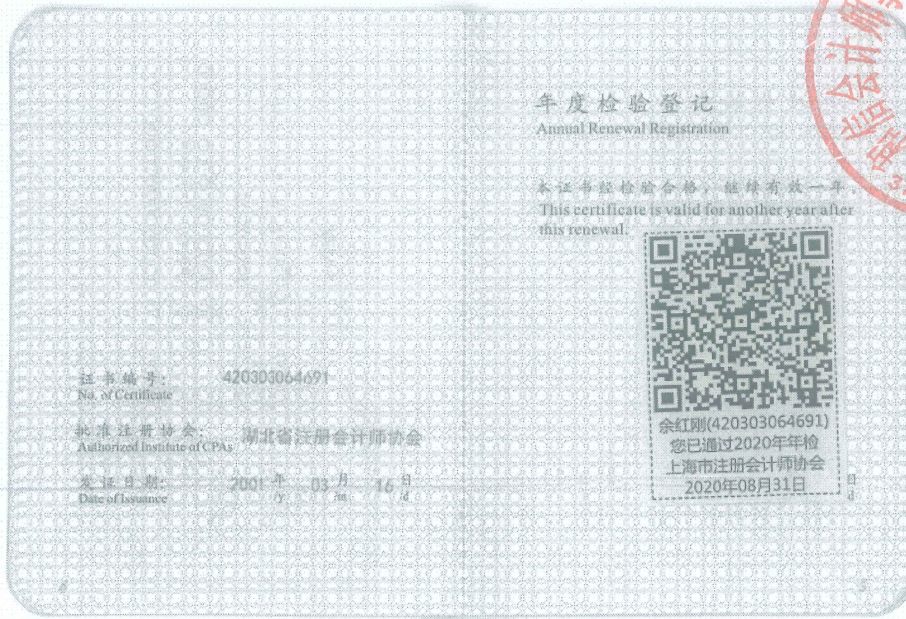 证书编号: 420303064691
No. of Certificate
批准注册协会: 湖北省注册会计师协会
Authorized Institute of CPAs
发证日期: 2001 年 03 月 16 日
Date of Issuance /y /m /d
年度检验登记
Annual Renewal Registration
本证书经检验合格，继续有效一年.
This certificate is valid for another year after
this renewal.
余红刚(420303064691)
您已通过2020年年检
上海市注册会计师协会
2020年08月31日
日
/d
5